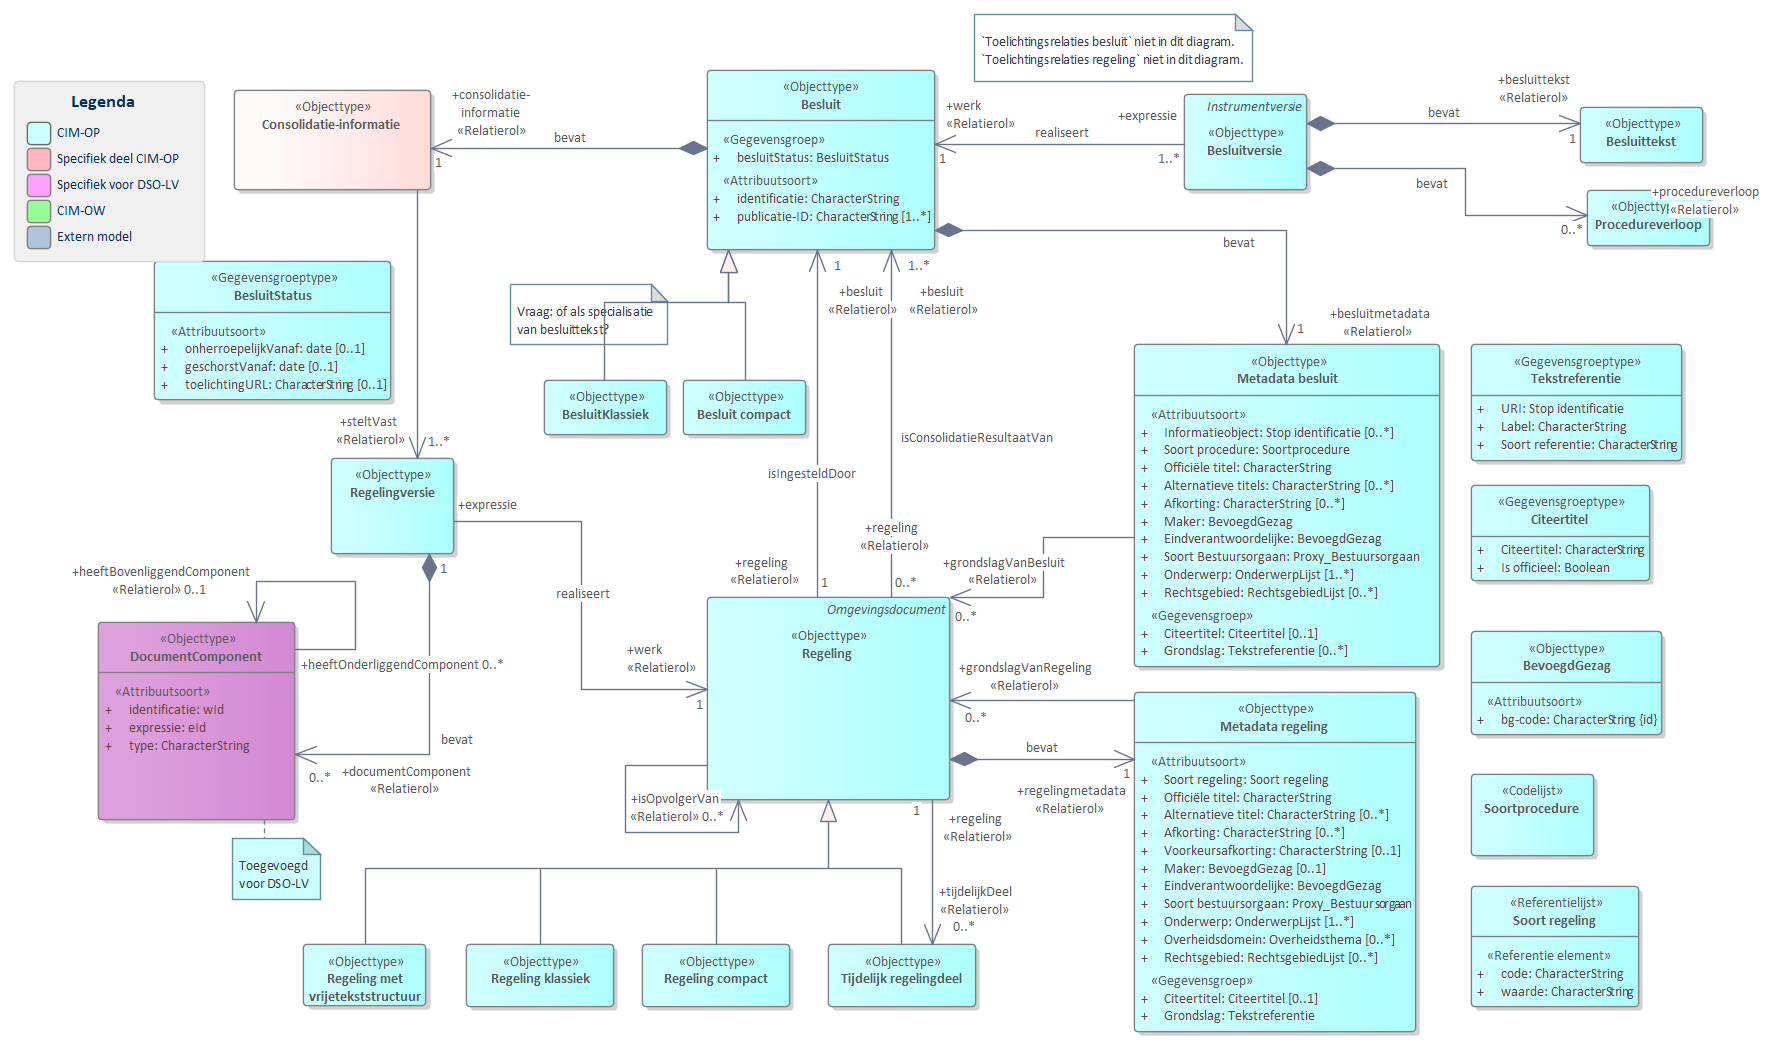 `Toelichtingsrelaties besluit` niet in dit diagram.
`Toelichtingsrelaties regeling` niet in dit diagram.
Legenda
CIM-OP
Specifiek deel CIM-OP
Specifiek voor DSO-LV
CIM-OW
Extern model
«Objecttype»
Consolidatie-informatie
+consolidatie-
informatie
«Relatierol»
1
bevat
«Objecttype»
Besluit
«Gegevensgroep»
+ besluitStatus: BesluitStatus
«Attribuutsoort»
+ identificatie: CharacterString
+ publicatie-ID: CharacterString [1..*]
+werk
«Relatierol»
1
realiseert
+expressie
1..*
Instrumentversie
«Objecttype»
Besluitversie
bevat
+besluittekst
«Relatierol»
1
«Objecttype»
Besluittekst
bevat
+procedureverloop
«Relatierol»
0..*
Procedureverloop
«Gegevensgroeptype»
BesluitStatus
«Attribuutsoort»
+ onherroepelijkVanaf: date [0..1]
+ geschorstVanaf: date [0..1]
+ toelichtingURL: CharacterString [0..1]
Vraag: of als specialisatie
van besluittekst?
«Objecttype»
BesluitKlassiek
«Objecttype»
Besluit compact
1
+besluit
«Relatierol»
1..*
+besluit
«Relatierol»
bevat
+besluitmetadata
«Relatierol»
1
isIngesteldDoor
isConsolidatieResultaatVan
+regeling
«Relatierol»
1
+regeling
«Relatierol»
0..*
«Objecttype»
Metadata besluit
«Attribuutsoort»
+ Informatieobject: Stop identificatie [0..*]
+ Soort procedure: Soortprocedure
+ Officiële titel: CharacterString
+ Alternatieve titels: CharacterString [0..*]
+ Afkorting: CharacterString [0..*]
+ Maker: BevoegdGezag
+ Eindverantwoordelijke: BevoegdGezag
+ Soort Bestuursorgaan: Proxy_Bestuursorgaan
+ Onderwerp: OnderwerpLijst [1..*]
+ Rechtsgebied: RechtsgebiedLijst [0..*]
«Gegevensgroep»
+ Citeertitel: Citeertitel [0..1]
+ Grondslag: Tekstreferentie [0..*]
«Gegevensgroeptype»
Tekstreferentie
+ URI: Stop identificatie
+ Label: CharacterString
+ Soort referentie: CharacterString
«Gegevensgroeptype»
Citeertitel
+ Citeertitel: CharacterString
+ Is officieel: Boolean
«Objecttype»
BevoegdGezag
«Attribuutsoort»
+ bg-code: CharacterString {id}
«Codelijst»
Soortprocedure
«Referentielijst»
Soort regeling
«Referentie element»
+ code: CharacterString
+ waarde: CharacterString
+steltVast
«Relatierol»
1..*
«Objecttype»
Regelingversie
+expressie
realiseert
+werk
«Relatierol»
1
1
bevat
+documentComponent
«Relatierol»
0..*
+heeftBovenliggendComponent
«Relatierol» 0..1
+heeftOnderliggendComponent 0..*
«Objecttype»
DocumentComponent
«Attribuutsoort»
+ identificatie: wId
+ expressie: eId
+ type: CharacterString
Toegevoegd
voor DSO-LV
Omgevingsdocument
«Objecttype»
Regeling
+grondslagVanBesluit
«Relatierol»
0..*
+grondslagVanRegeling
«Relatierol»
0..*
bevat
+regelingmetadata
«Relatierol»
1
+isOpvolgerVan
«Relatierol» 0..*
1
+regeling
«Relatierol»
+tijdelijkDeel
«Relatierol»
0..*
«Objecttype»
Metadata regeling
«Attribuutsoort»
+ Soort regeling: Soort regeling
+ Officiële titel: CharacterString
+ Alternatieve titel: CharacterString [0..*]
+ Afkorting: CharacterString [0..*]
+ Voorkeursafkorting: CharacterString [0..1]
+ Maker: BevoegdGezag [0..1]
+ Eindverantwoordelijke: BevoegdGezag
+ Soort bestuursorgaan: Proxy_Bestuursorgaan
+ Onderwerp: OnderwerpLijst [1..*]
+ Overheidsdomein: Overheidsthema [0..*]
+ Rechtsgebied: RechtsgebiedLijst [0..*]
«Gegevensgroep»
+ Citeertitel: Citeertitel [0..1]
+ Grondslag: Tekstreferentie
«Objecttype»
Regeling met
vrijetekststructuur
«Objecttype»
Regeling klassiek
«Objecttype»
Regeling compact
«Objecttype»
Tijdelijk regelingdeel